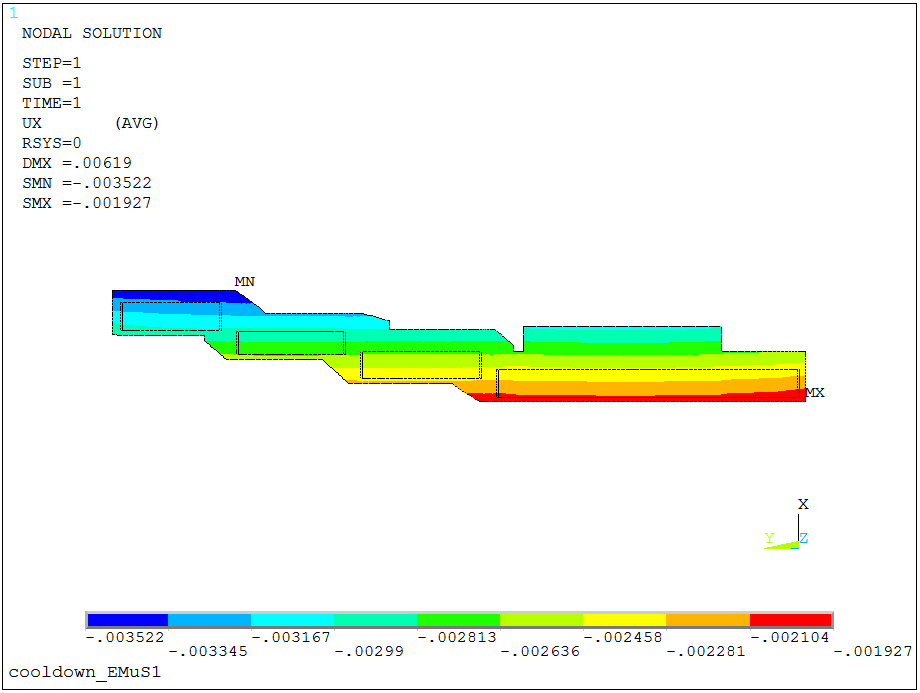 1
NODAL SOLUTION
STEP=1
SUB =1
TIME=1
UX (AVG)
RSYS=0
DMX =.00619
SMN =-.003522
SMX =-.001927
MN
MX
X
Y Z
-.003522 -.003167 -.002813 -.002458 -.002104
-.003345 -.00299 -.002636 -.002281 -.001927
cooldown_EMuS1